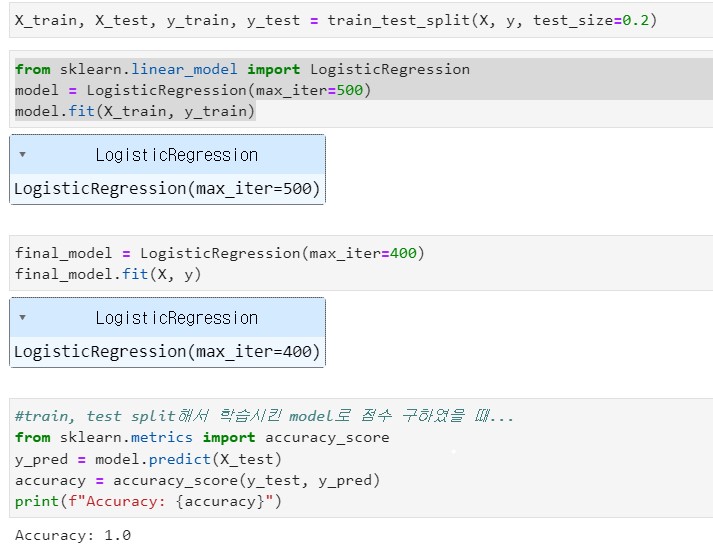 X_train, X_test, y_train, y_test = train_test_split(X, y, test_size=0.2)
from sklearn.linear_model import LogisticRegression
model = LogisticRegression(max_iter=500)
model.fit(X_train, y_train)
▾ LogisticRegression
LogisticRegression(max_iter=500)
final_model = LogisticRegression(max_iter=400)
final_model.fit(X, y)
▾ LogisticRegression
LogisticRegression(max_iter=400)
#train, test split해서 학습시킨 model로 점수 구하였을 때...
from sklearn.metrics import accuracy_score
y_pred = model.predict(X_test)
accuracy = accuracy_score(y_test, y_pred)
print(f"Accuracy: {accuracy}")
Accuracy: 1.0